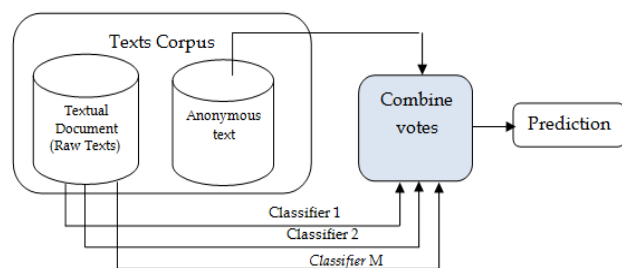 Texts Corpus
Textual
Document
(Raw Texts)
Anonymous
text
Combine
votes
Prediction
Classifier 1
Classifier 2
Classifier M